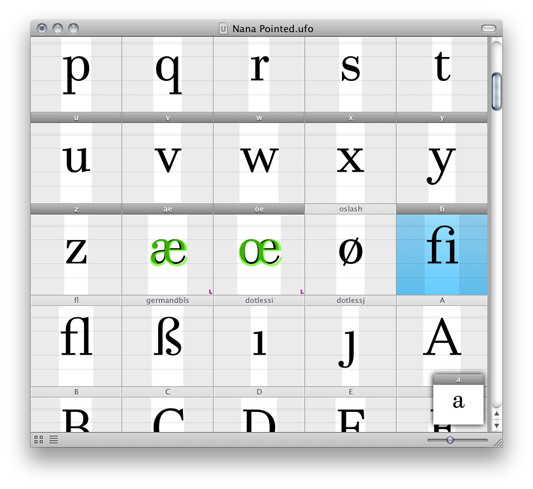 Nana Pointed.ufo
p q r s t
u v w x y
u v w x y
z ae oe oslash fi
z æ œ ø fi
fl germandbls dotlessi dotlessj A
fl ß ı ȷ A
B C D E
a
a
B C D E
L L